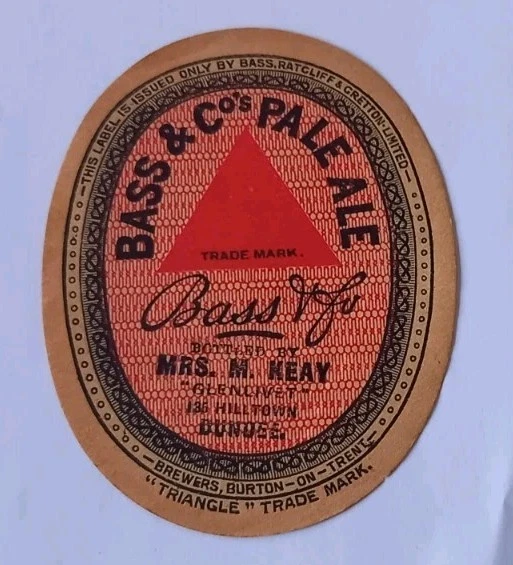 —THIS LABEL IS ISSUED ONLY BY BASS, RATCLIFF & GRETTON·LIMITED—
BASS & Co's PALE ALE
TRADE MARK.
Bass & Co
BOTTLED BY
MRS. M. NEAY
"GLENLIVET"
136 HILLTOWN
DUNDEE.
—BREWERS, BURTON-ON-TRENT—
"TRIANGLE" TRADE MARK.